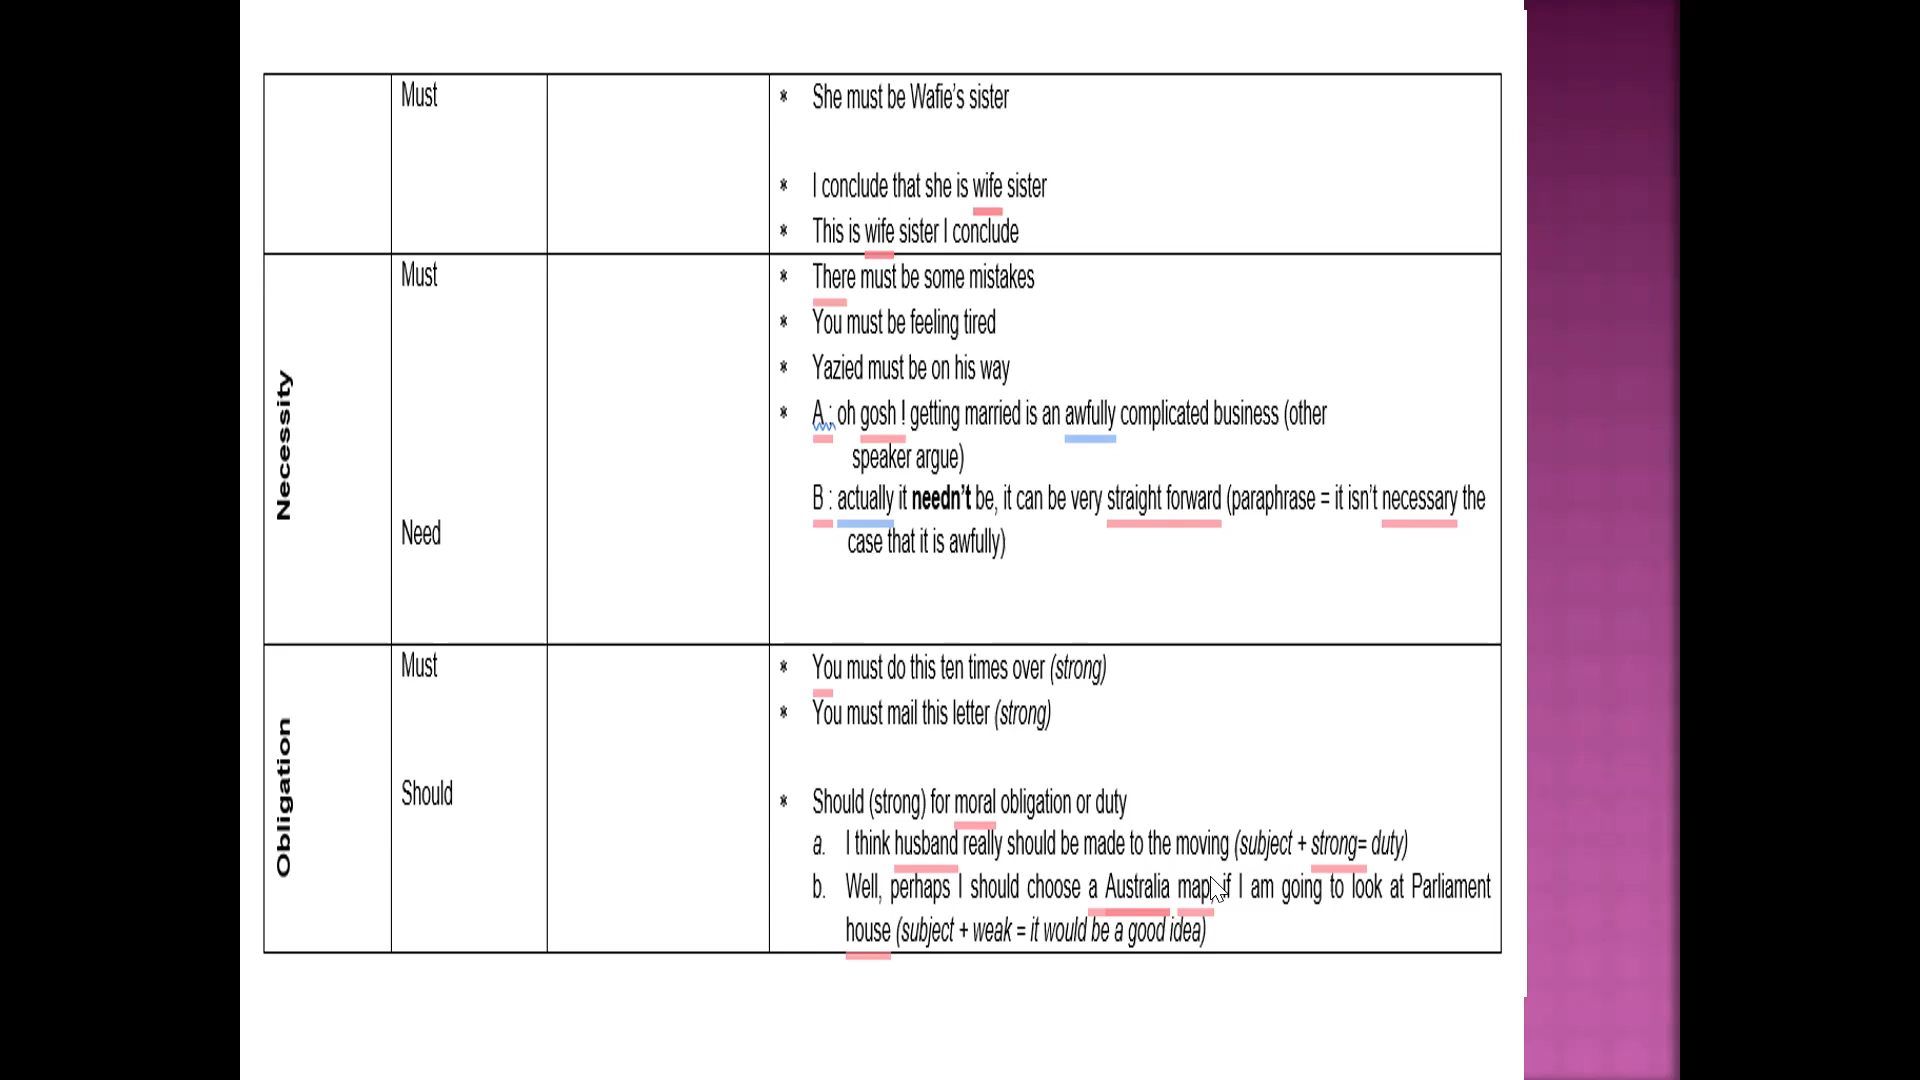 Must
* She must be Wafie's sister
* I conclude that she is wife sister
* This is wife sister I conclude
Necessity
Must
* There must be some mistakes
* You must be feeling tired
* Yazied must be on his way
* A : oh gosh ! getting married is an awfully complicated business (other
speaker argue)
Need
B : actually it needn't be, it can be very straight forward (paraphrase = it isn't necessary the
case that it is awfully)
Obligation
Must
* You must do this ten times over (strong)
* You must mail this letter (strong)
Should
* Should (strong) for moral obligation or duty
a. I think husband really should be made to the moving (subject + strong= duty)
b. Well, perhaps I should choose a Australia map, if I am going to look at Parliament
house (subject + weak = it would be a good idea)